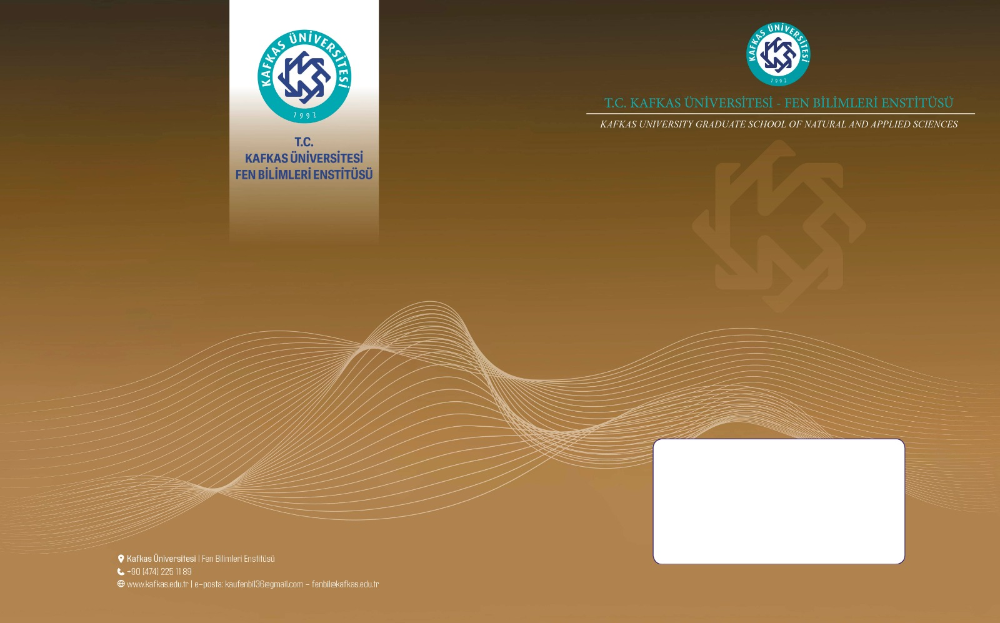 KAFKAS ÜNİVERSİTESİ
1992
T.C.
KAFKAS ÜNİVERSİTESİ
FEN BİLİMLERİ ENSTİTÜSÜ
KAFKAS ÜNİVERSİTESİ
1992
T.C. KAFKAS ÜNİVERSİTESİ - FEN BİLİMLERİ ENSTİTÜSÜ
KAFKAS UNIVERSITY GRADUATE SCHOOL OF NATURAL AND APPLIED SCIENCES
Kafkas Üniversitesi | Fen Bilimleri Enstitüsü
+90 (474) 225 11 89
www.kafkas.edu.tr | e-posta: kaufenbil36@gmail.com - fenbil@kafkas.edu.tr